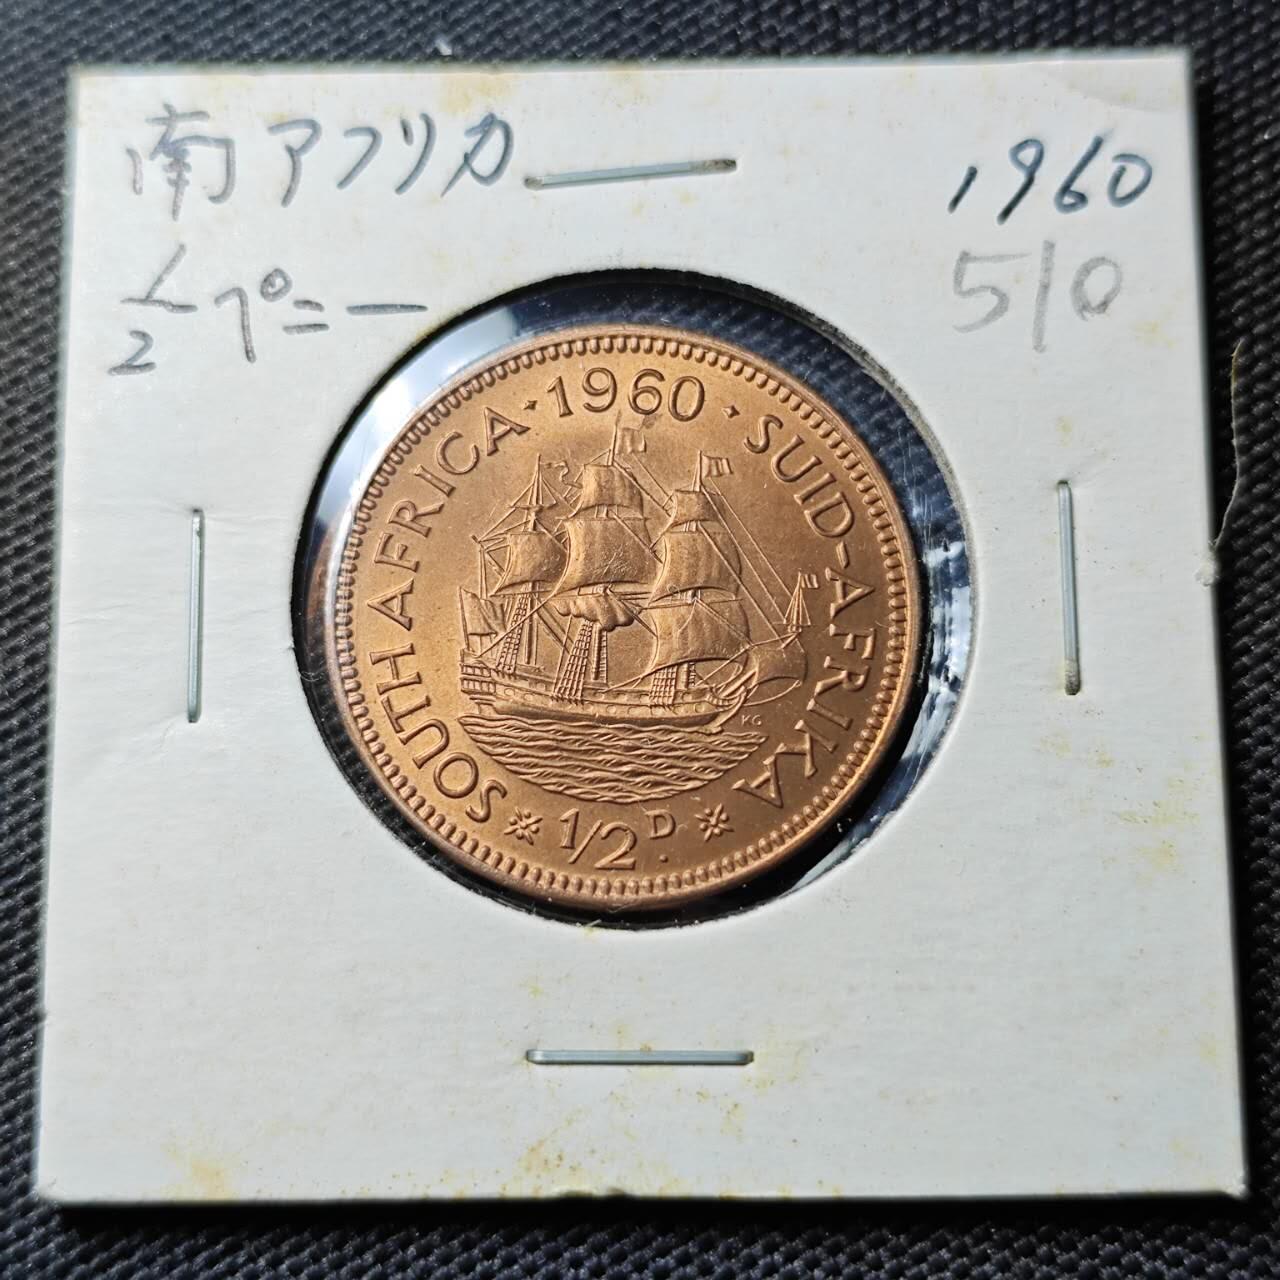 南アフリカ
1960
1/2ペニー
510
SOUTH AFRICA · 1960 · SUID-AFRIKA
KG
1/2 D.